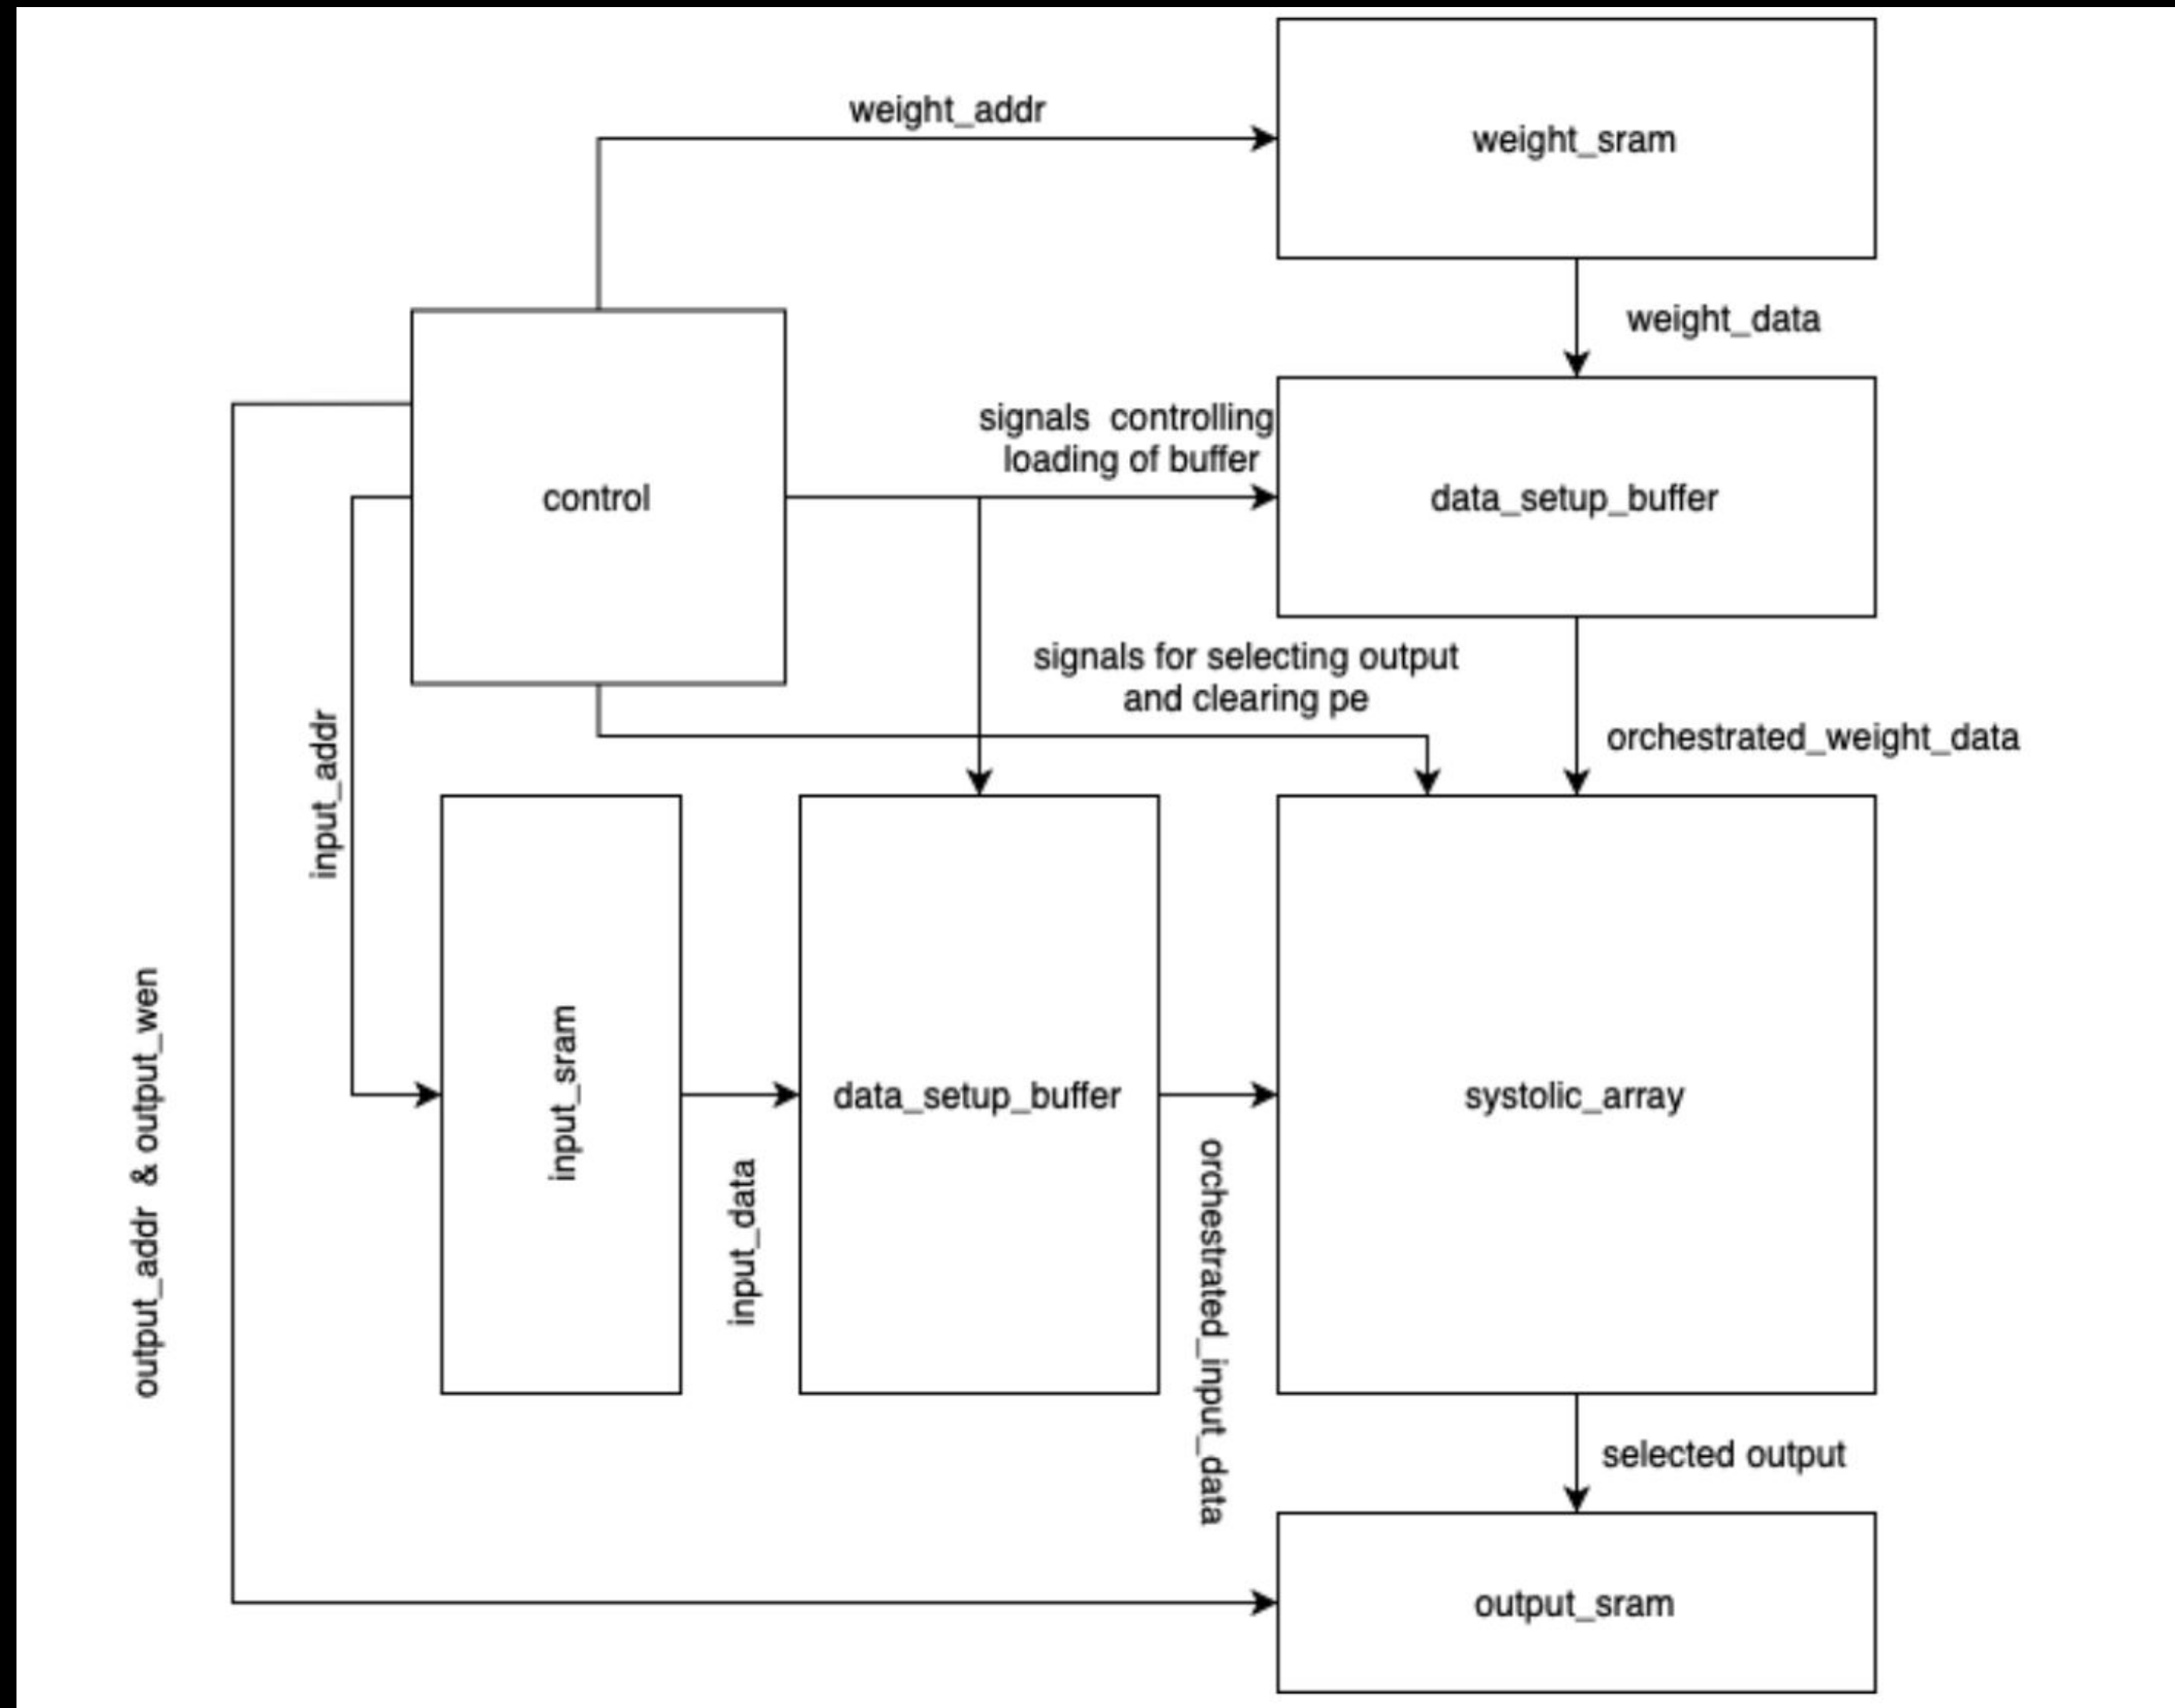 weight_addr
weight_sram
weight_data
control
signals controlling
loading of buffer
data_setup_buffer
signals for selecting output
and clearing pe
orchestrated_weight_data
input_addr
input_sram
input_data
data_setup_buffer
orchestrated_input_data
systolic_array
output_addr & output_wen
selected output
output_sram